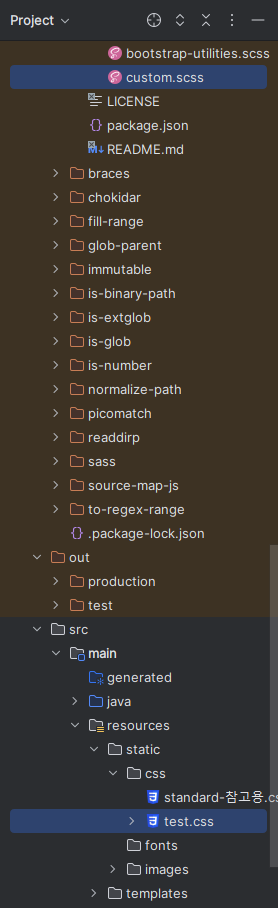 Project
bootstrap-utilities.scss
custom.scss
LICENSE
package.json
README.md
braces
chokidar
fill-range
glob-parent
immutable
is-binary-path
is-extglob
is-glob
is-number
normalize-path
picomatch
readdirp
sass
source-map-js
to-regex-range
.package-lock.json
out
production
test
src
main
generated
java
resources
static
css
standard-참고용.cs
test.css
fonts
images
templates